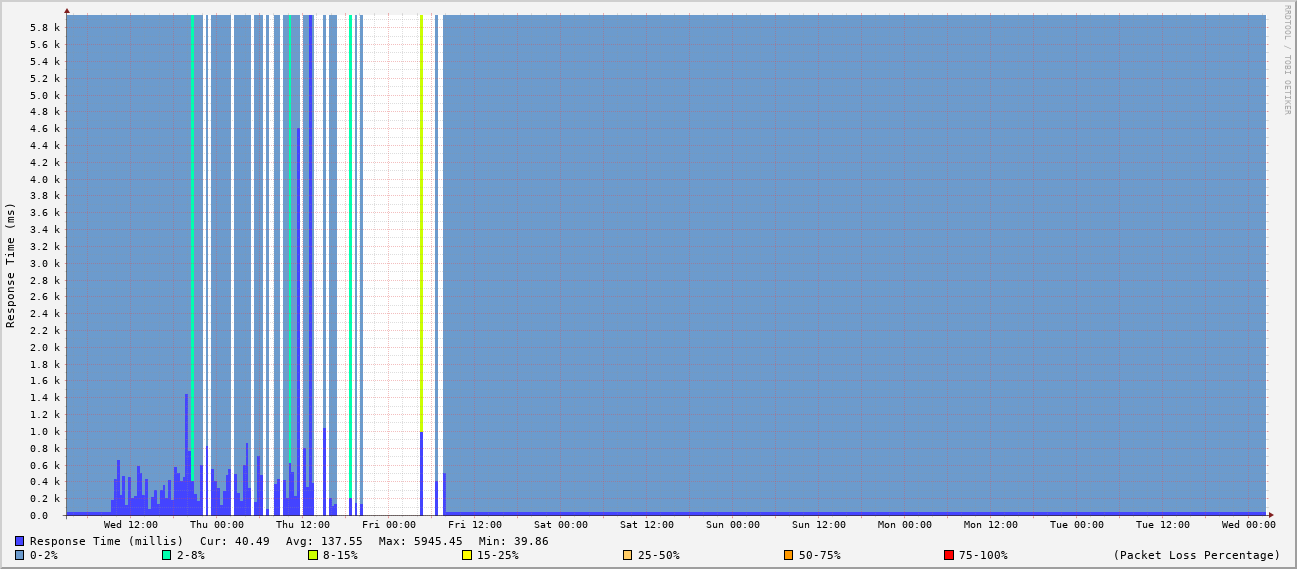 RRDTOOL / TOBI OETIKER
Response Time (ms)
5.8 k
5.6 k
5.4 k
5.2 k
5.0 k
4.8 k
4.6 k
4.4 k
4.2 k
4.0 k
3.8 k
3.6 k
3.4 k
3.2 k
3.0 k
2.8 k
2.6 k
2.4 k
2.2 k
2.0 k
1.8 k
1.6 k
1.4 k
1.2 k
1.0 k
0.8 k
0.6 k
0.4 k
0.2 k
0.0
Wed 12:00 Thu 00:00 Thu 12:00 Fri 00:00 Fri 12:00 Sat 00:00 Sat 12:00 Sun 00:00 Sun 12:00 Mon 00:00 Mon 12:00 Tue 00:00 Tue 12:00 Wed 00:00
Response Time (millis) Cur: 40.49 Avg: 137.55 Max: 5945.45 Min: 39.86
0-2% 2-8% 8-15% 15-25% 25-50% 50-75% 75-100% (Packet Loss Percentage)